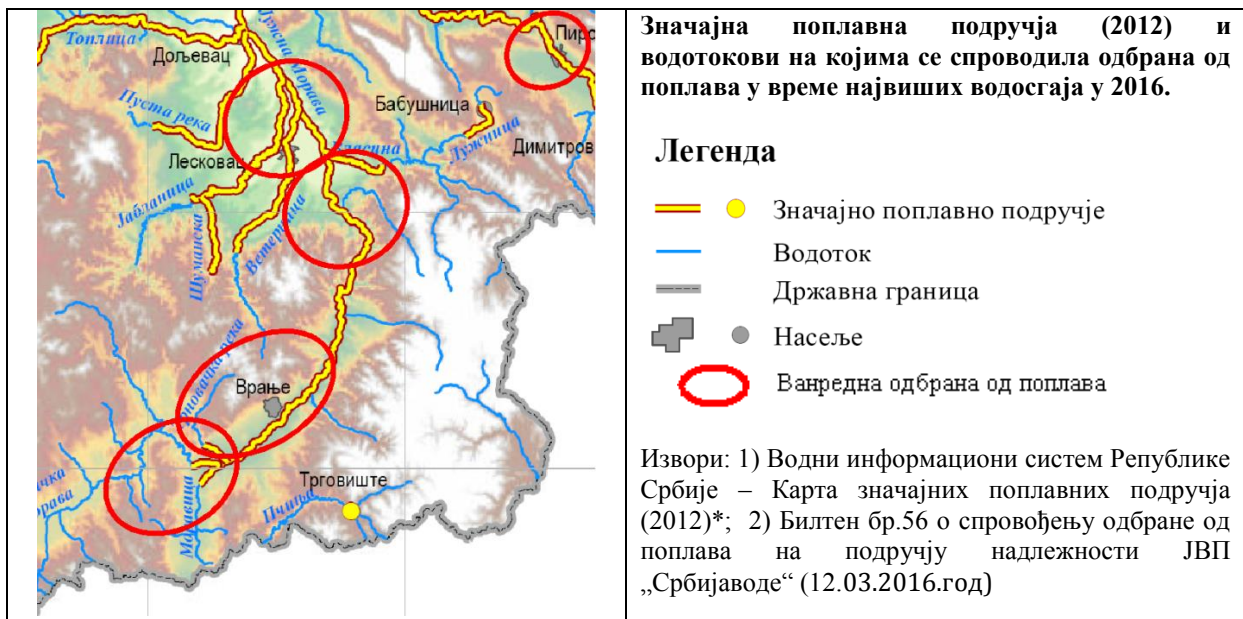 Топлица
Дољевац
Јужна Морава
Пирс
Пуста река
Бабушница
Лужница
Димитров
Лесковац
Власина
Јабланица
Шуманска
Ветерница
Врање
Трговиште
Пчиња
Моравица
орава
Значајна поплавна подручја (2012) и
водотокови на којима се спроводила одбрана од
поплава у време највиших водосгаја у 2016.
Легенда
Значајно поплавно подручје
Водоток
Државна граница
Насеље
Ванредна одбрана од поплава
Извори: 1) Водни информациони систем Републике
Србије – Карта значајних поплавних подручја
(2012)*; 2) Билтен бр.56 о спровођењу одбране од
поплава на подручју надлежности ЈВП
„Србијаводе“ (12.03.2016.год)